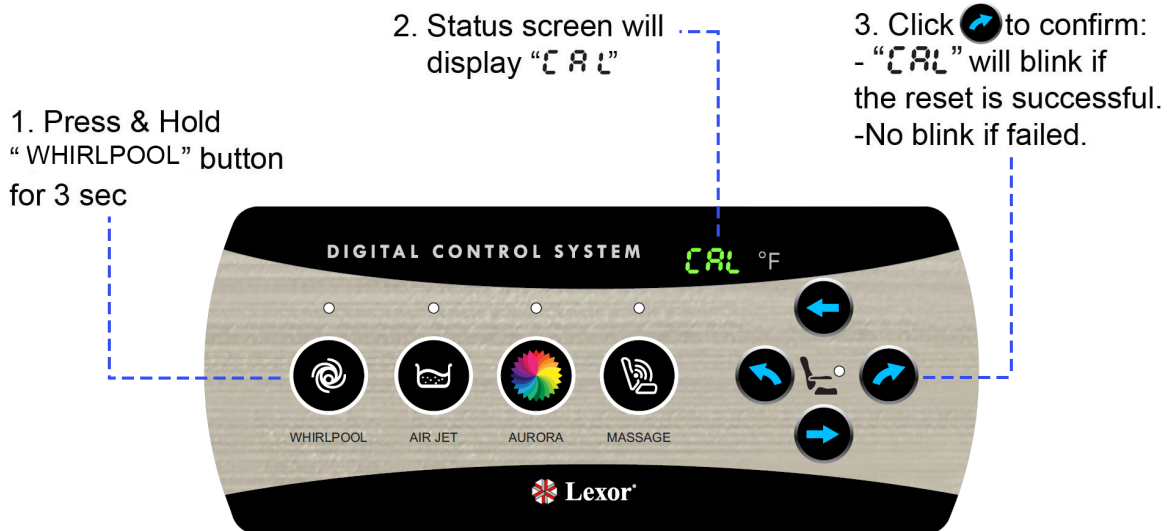 1. Press & Hold
“ WHIRLPOOL” button
for 3 sec
2. Status screen will
display “CAL”
3. Click to confirm:
- “CAL” will blink if
the reset is successful.
-No blink if failed.
DIGITAL CONTROL SYSTEM
CAL °F
WHIRLPOOL
AIR JET
AURORA
MASSAGE
Lexor